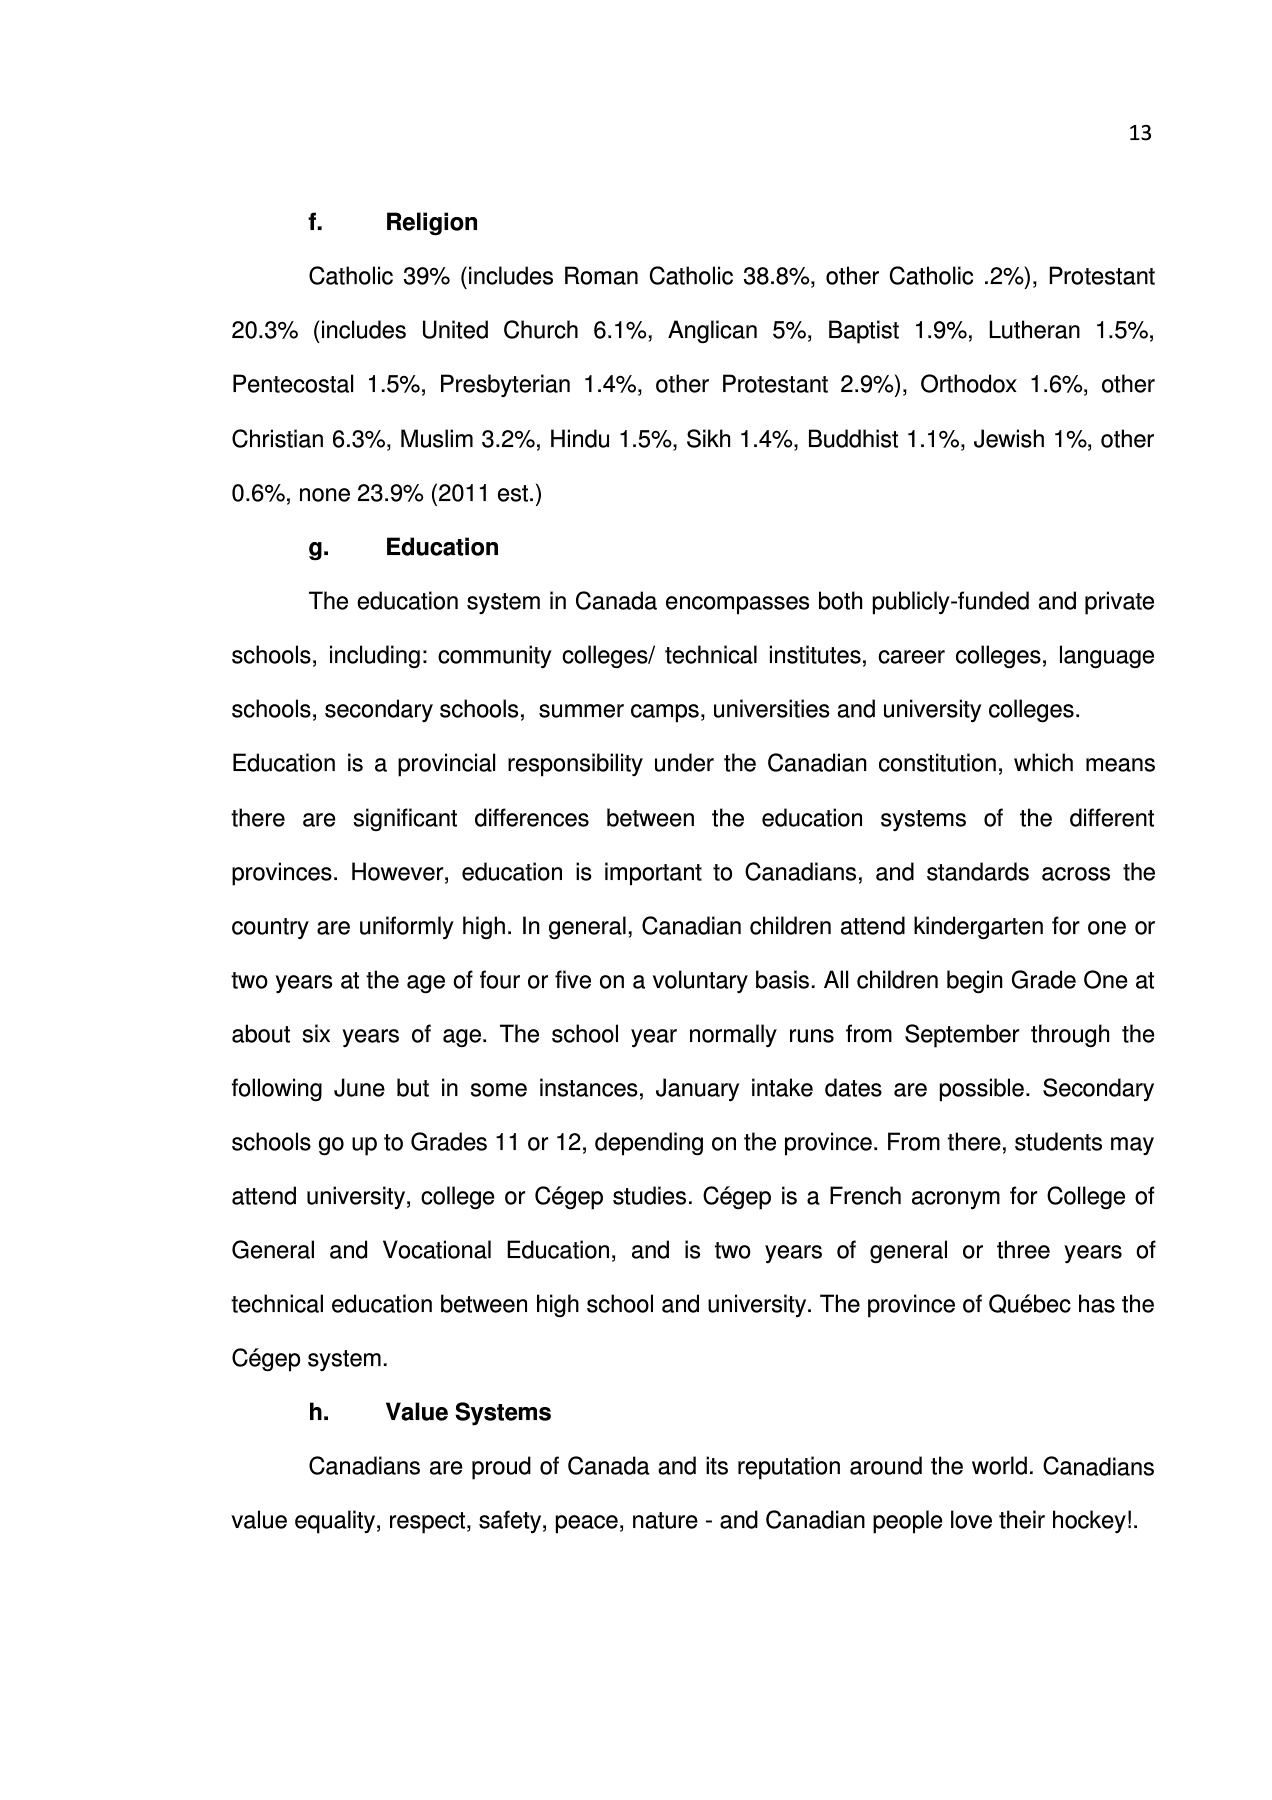 13
f. Religion
Catholic 39% (includes Roman Catholic 38.8%, other Catholic .2%), Protestant
20.3% (includes United Church 6.1%, Anglican 5%, Baptist 1.9%, Lutheran 1.5%,
Pentecostal 1.5%, Presbyterian 1.4%, other Protestant 2.9%), Orthodox 1.6%, other
Christian 6.3%, Muslim 3.2%, Hindu 1.5%, Sikh 1.4%, Buddhist 1.1%, Jewish 1%, other
0.6%, none 23.9% (2011 est.)
g. Education
The education system in Canada encompasses both publicly-funded and private
schools, including: community colleges/ technical institutes, career colleges, language
schools, secondary schools,  summer camps, universities and university colleges.
Education is a provincial responsibility under the Canadian constitution, which means
there are significant differences between the education systems of the different
provinces. However, education is important to Canadians, and standards across the
country are uniformly high. In general, Canadian children attend kindergarten for one or
two years at the age of four or five on a voluntary basis. All children begin Grade One at
about six years of age. The school year normally runs from September through the
following June but in some instances, January intake dates are possible. Secondary
schools go up to Grades 11 or 12, depending on the province. From there, students may
attend university, college or Cégep studies. Cégep is a French acronym for College of
General and Vocational Education, and is two years of general or three years of
technical education between high school and university. The province of Québec has the
Cégep system.
h. Value Systems
Canadians are proud of Canada and its reputation around the world. Canadians
value equality, respect, safety, peace, nature - and Canadian people love their hockey!.